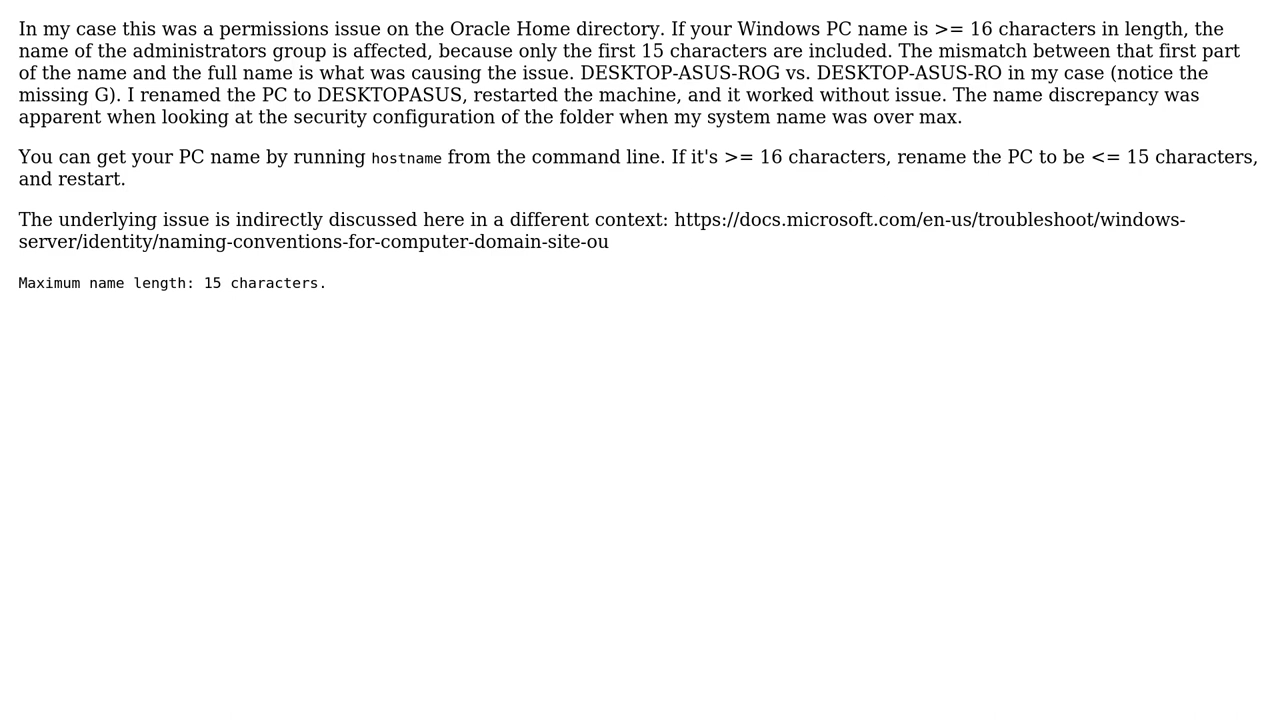 In my case this was a permissions issue on the Oracle Home directory. If your Windows PC name is >= 16 characters in length, the
name of the administrators group is affected, because only the first 15 characters are included. The mismatch between that first part
of the name and the full name is what was causing the issue. DESKTOP-ASUS-ROG vs. DESKTOP-ASUS-RO in my case (notice the
missing G). I renamed the PC to DESKTOPASUS, restarted the machine, and it worked without issue. The name discrepancy was
apparent when looking at the security configuration of the folder when my system name was over max.
You can get your PC name by running hostname from the command line. If it's >= 16 characters, rename the PC to be <= 15 characters,
and restart.
The underlying issue is indirectly discussed here in a different context: https://docs.microsoft.com/en-us/troubleshoot/windows-
server/identity/naming-conventions-for-computer-domain-site-ou
Maximum name length: 15 characters.